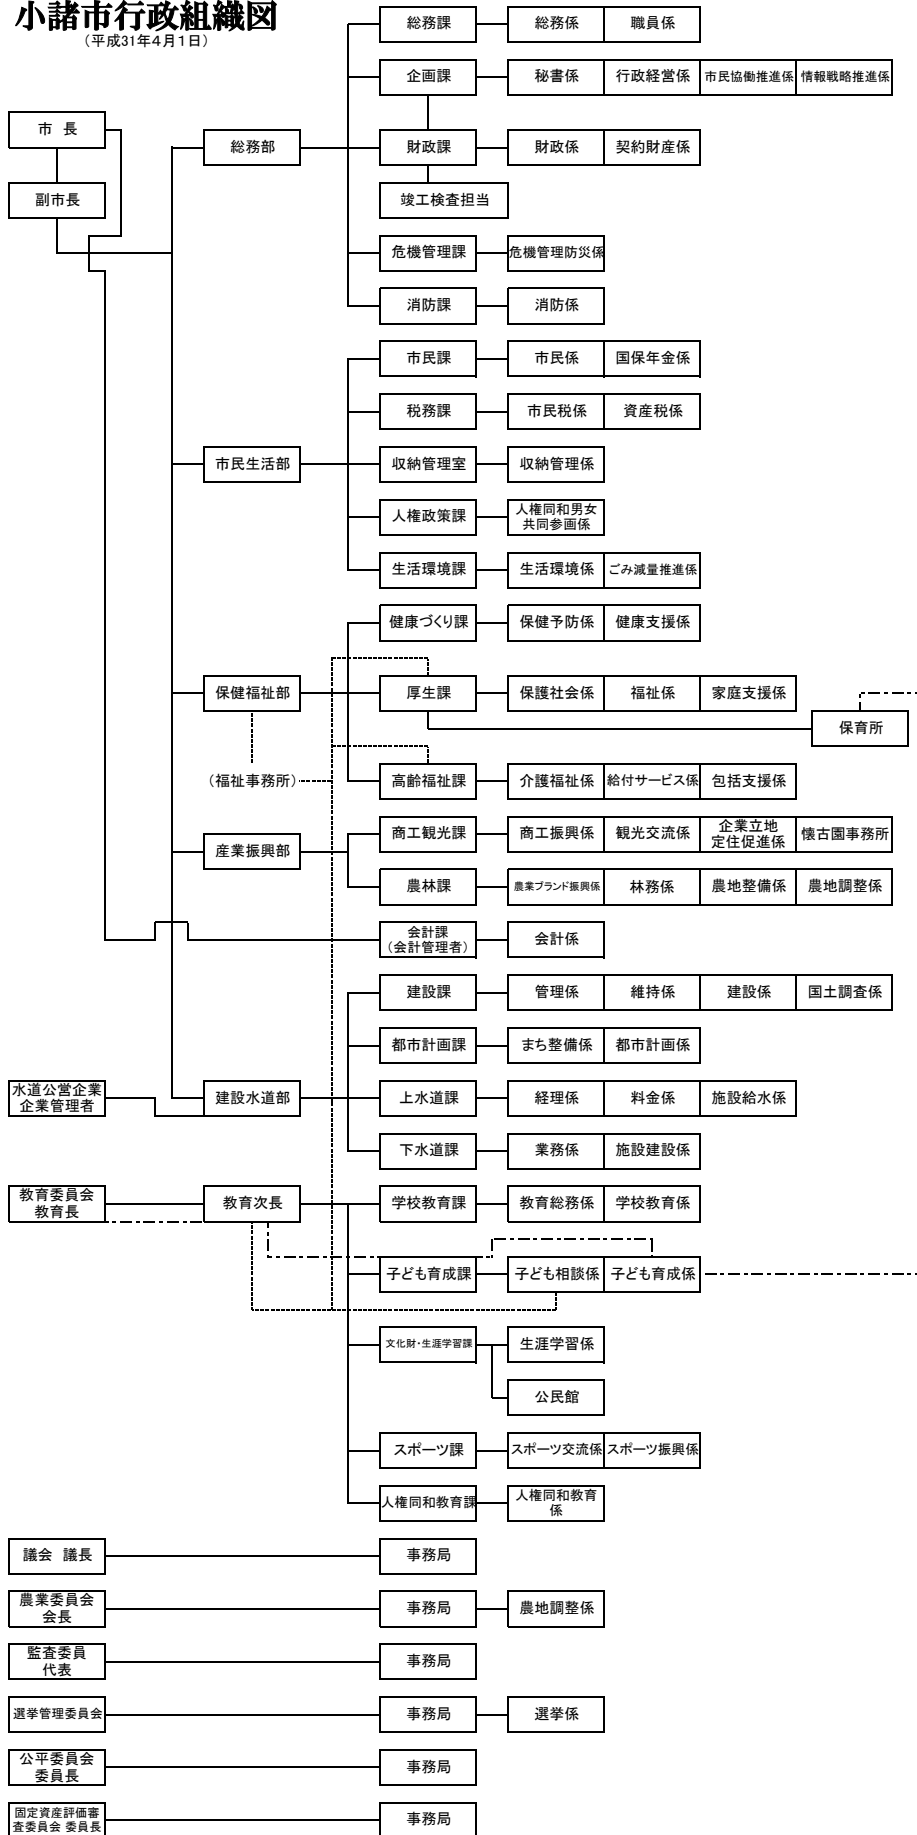 小諸市行政組織図
（平成31年4月1日）
総務課 総務係 職員係
企画課 秘書係 行政経営係 市民協働推進係 情報戦略推進係
市 長
総務部 財政課 財政係 契約財産係
副市長 竣工検査担当
危機管理課 危機管理防災係
消防課 消防係
市民課 市民係 国保年金係
税務課 市民税係 資産税係
市民生活部 収納管理室 収納管理係
人権政策課 人権同和男女
共同参画係
生活環境課 生活環境係 ごみ減量推進係
健康づくり課 保健予防係 健康支援係
保健福祉部 厚生課 保護社会係 福祉係 家庭支援係
保育所
（福祉事務所） 高齢福祉課 介護福祉係 給付サービス係 包括支援係
産業振興部 商工観光課 商工振興係 観光交流係 企業立地
定住促進係 懐古園事務所
農林課 農業ブランド振興係 林務係 農地整備係 農地調整係
会計課
（会計管理者） 会計係
建設課 管理係 維持係 建設係 国土調査係
都市計画課 まち整備係 都市計画係
水道公営企業
企業管理者 建設水道部 上水道課 経理係 料金係 施設給水係
下水道課 業務係 施設建設係
教育委員会
教育長 教育次長 学校教育課 教育総務係 学校教育係
子ども育成課 子ども相談係 子ども育成係
文化財・生涯学習課 生涯学習係
公民館
スポーツ課 スポーツ交流係 スポーツ振興係
人権同和教育課 人権同和教育
係
議会 議長 事務局
農業委員会
会長 事務局 農地調整係
監査委員
代表 事務局
選挙管理委員会 事務局 選挙係
公平委員会
委員長 事務局
固定資産評価審
査委員会 委員長 事務局